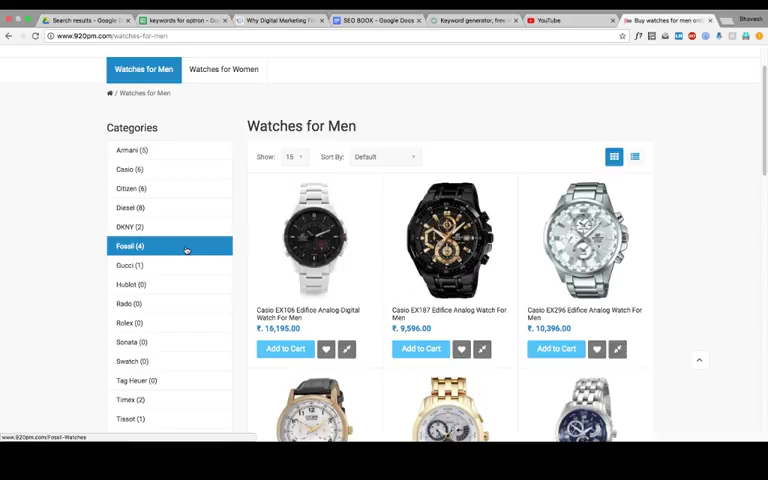 Search results - Google D
keywords for optron - Go
Why Digital Marketing Fi
SEO BOOK - Google Docs
Keyword generator, free
YouTube
Buy watches for men onl
Bhavesh
www.920pm.com/watches-for-men
Watches for Men
Watches for Women
/ Watches for Men
Categories
Watches for Men
Armani (5)
Show: 15
Sort By: Default
Casio (6)
Citizen (6)
Diesel (8)
DKNY (2)
Fossil (4)
Gucci (1)
Hublot (0)
Rado (0)
Rolex (0)
Sonata (0)
Swatch (0)
Tag Heuer (0)
Timex (2)
Tissot (1)
Casio EX106 Edifice Analog-Digital
Watch For Men
₹. 16,195.00
Add to Cart
Casio EX187 Edifice Analog Watch For
Men
₹. 9,596.00
Add to Cart
Casio EX296 Edifice Analog Watch For
Men
₹. 10,396.00
Add to Cart
www.920pm.com/Fossil-Watches